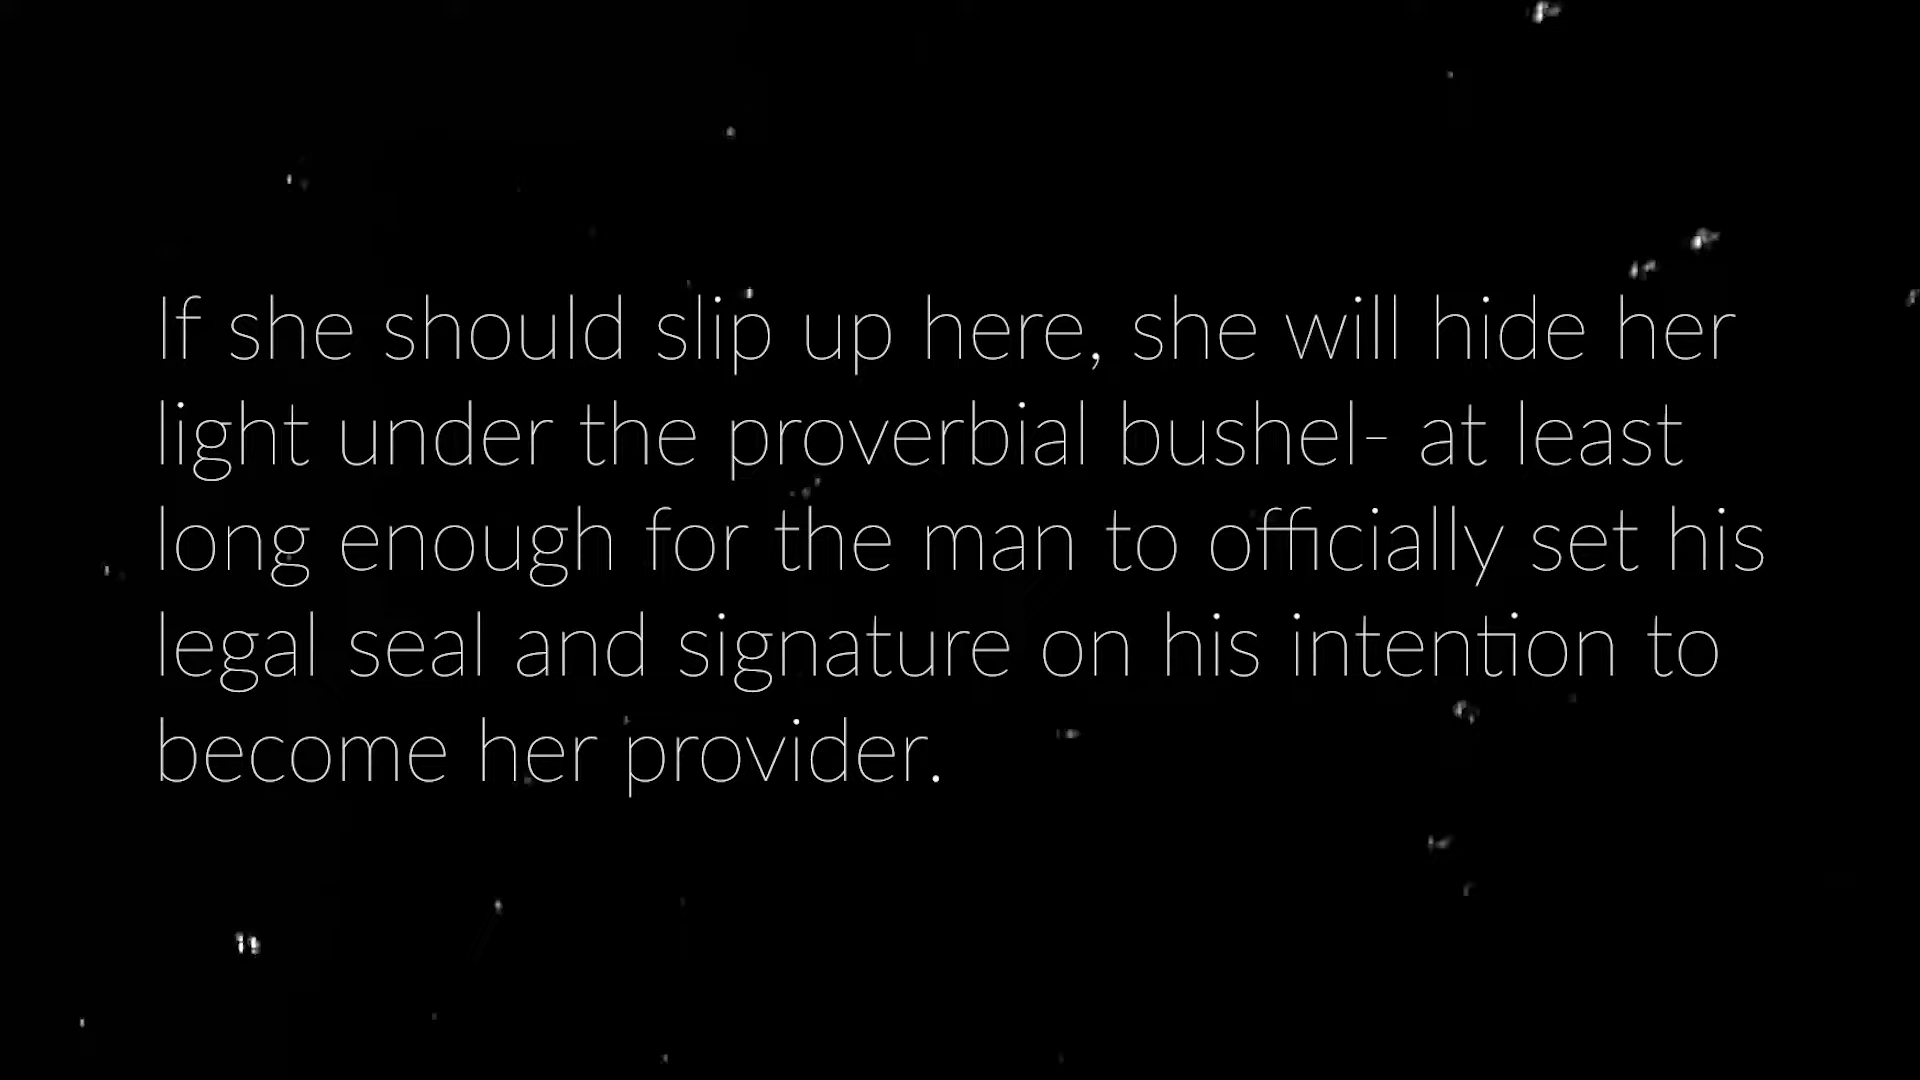 If she should slip up here, she will hide her
light under the proverbial bushel- at least
long enough for the man to officially set his
legal seal and signature on his intention to
become her provider.